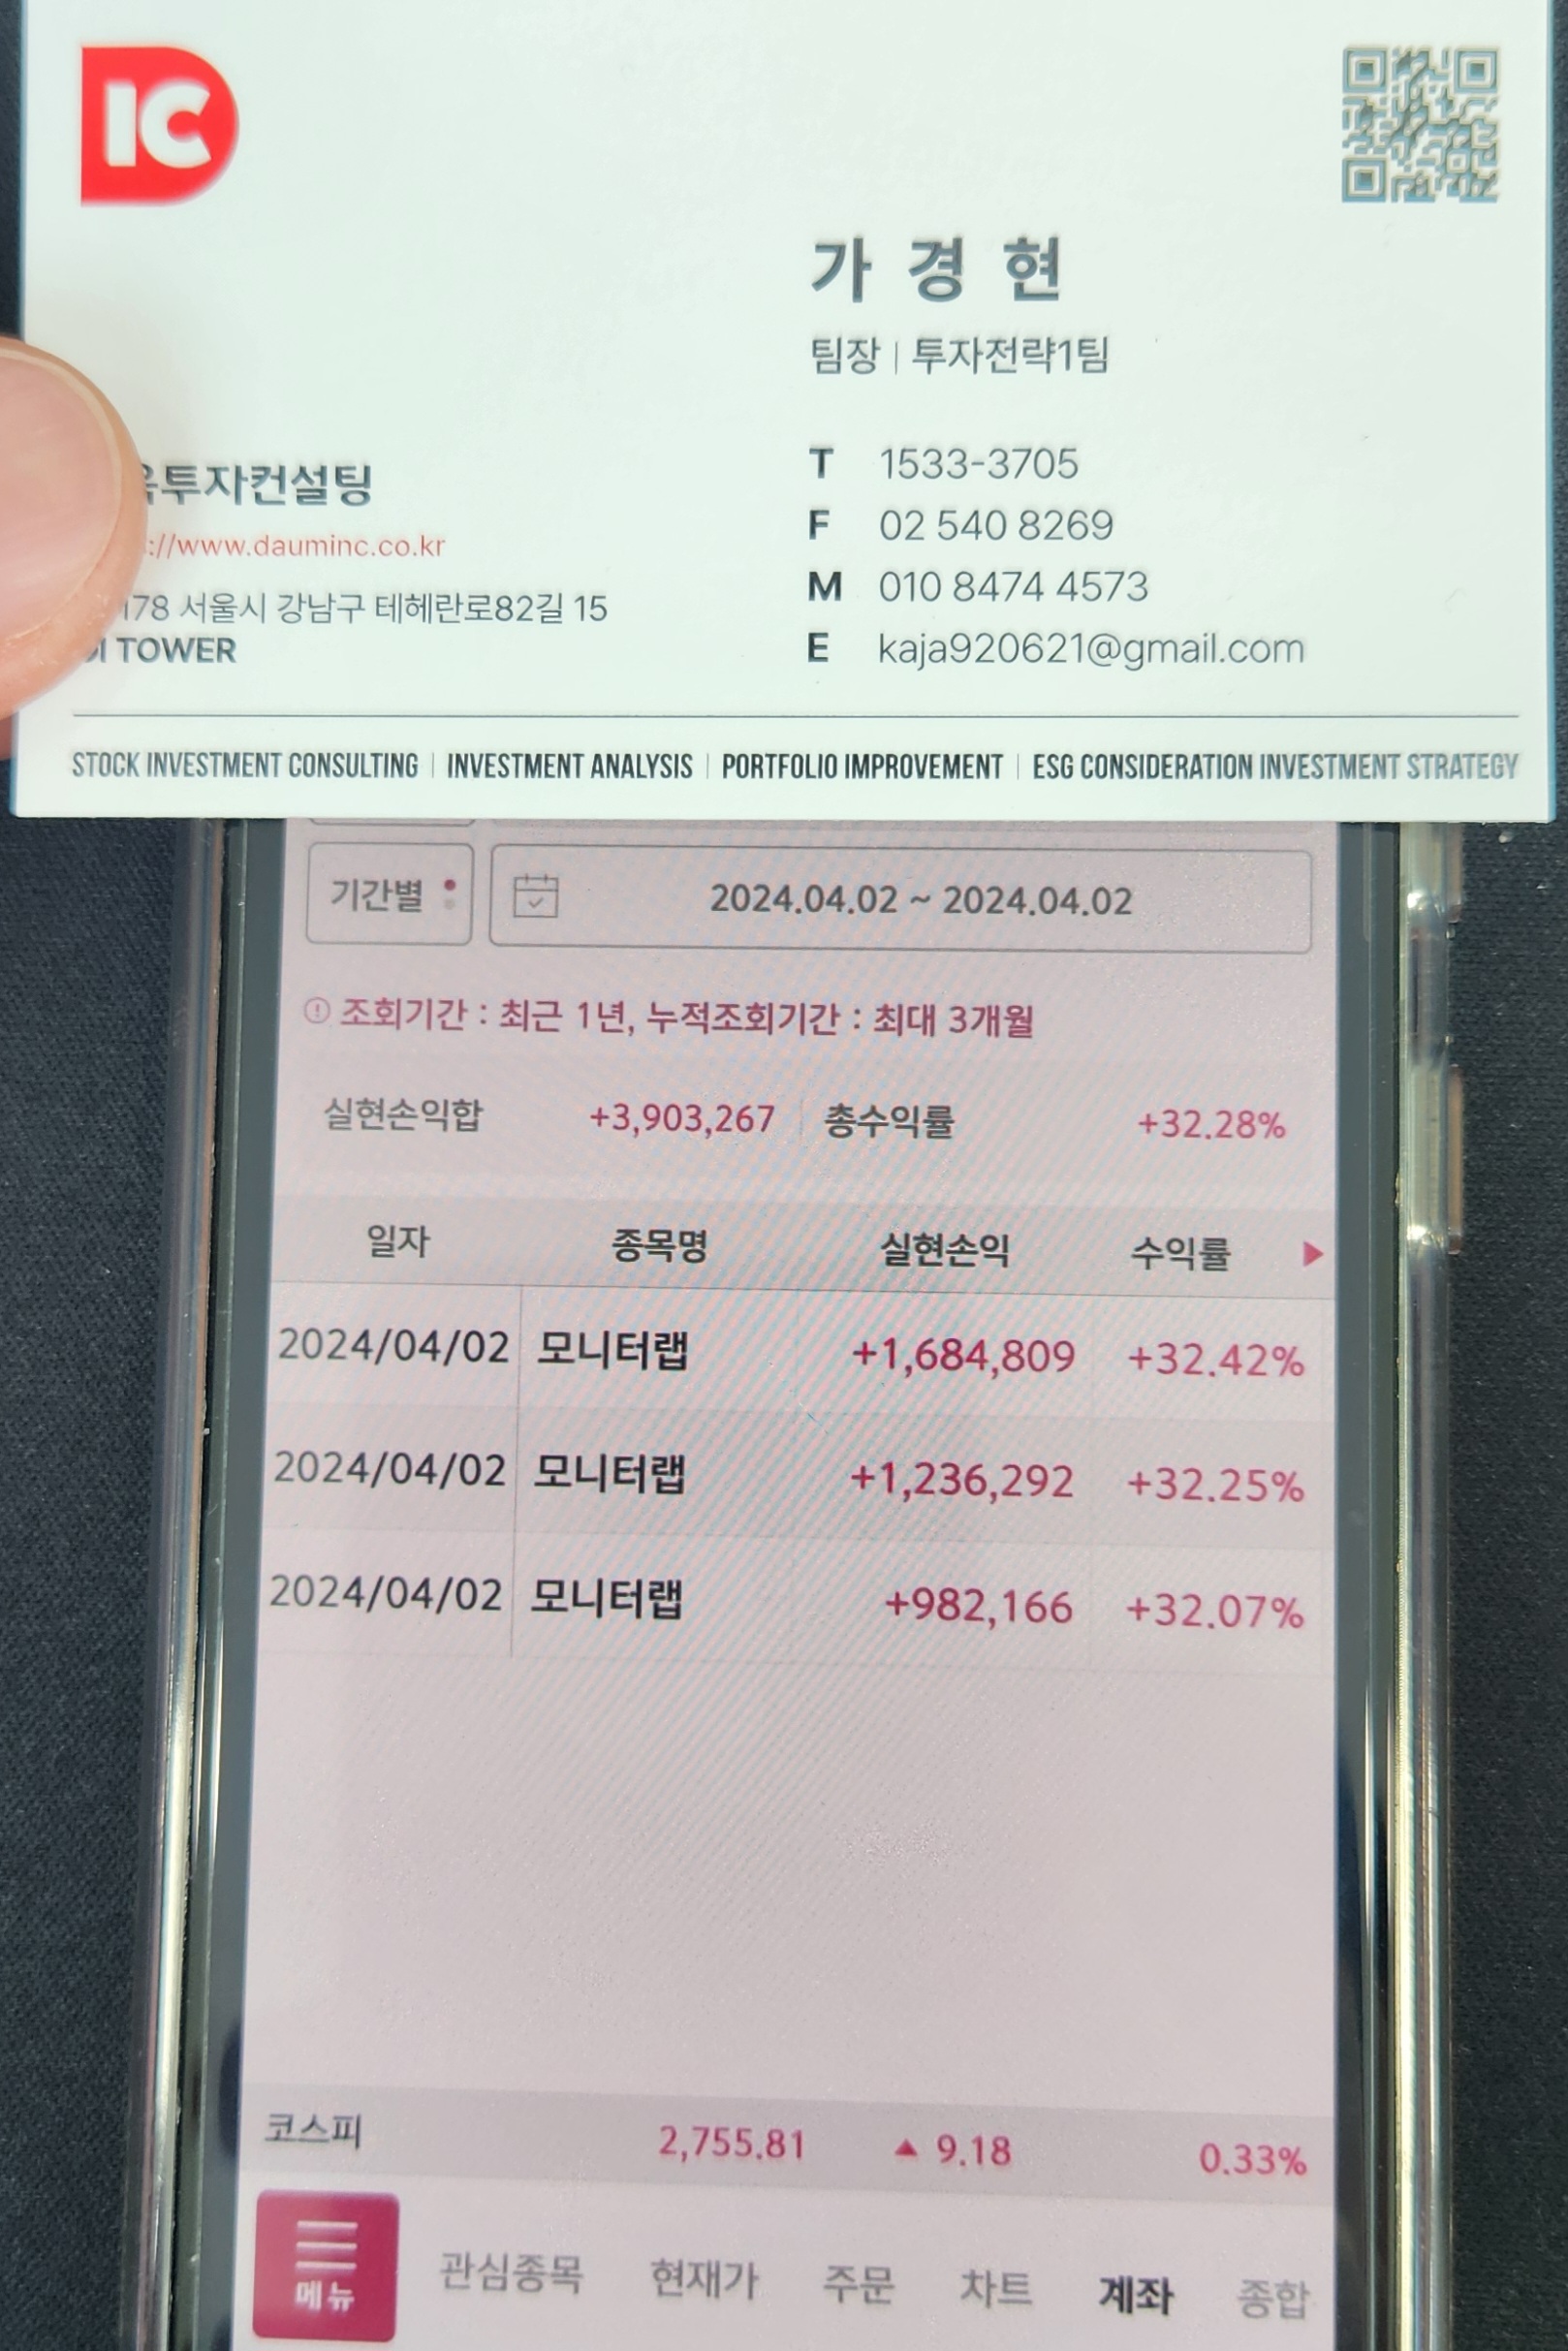 IC
가경현
팀장 | 투자전략1팀
T 1533-3705
F 02 540 8269
M 010 8474 4573
E kaja920621@gmail.com
투자컨설팅
://www.dauminc.co.kr
178 서울시 강남구 테헤란로82길 15
TOWER
STOCK INVESTMENT CONSULTING | INVESTMENT ANALYSIS | PORTFOLIO IMPROVEMENT | ESG CONSIDERATION INVESTMENT STRATEGY
기간별 2024.04.02 ~ 2024.04.02
조회기간 : 최근 1년, 누적조회기간 : 최대 3개월
실현손익합 +3,903,267 총수익률 +32.28%
일자 종목명 실현손익 수익률
2024/04/02 모니터랩 +1,684,809 +32.42%
2024/04/02 모니터랩 +1,236,292 +32.25%
2024/04/02 모니터랩 +982,166 +32.07%
코스피 2,755.81 ▲ 9.18 0.33%
메뉴 관심종목 현재가 주문 차트 계좌 종합